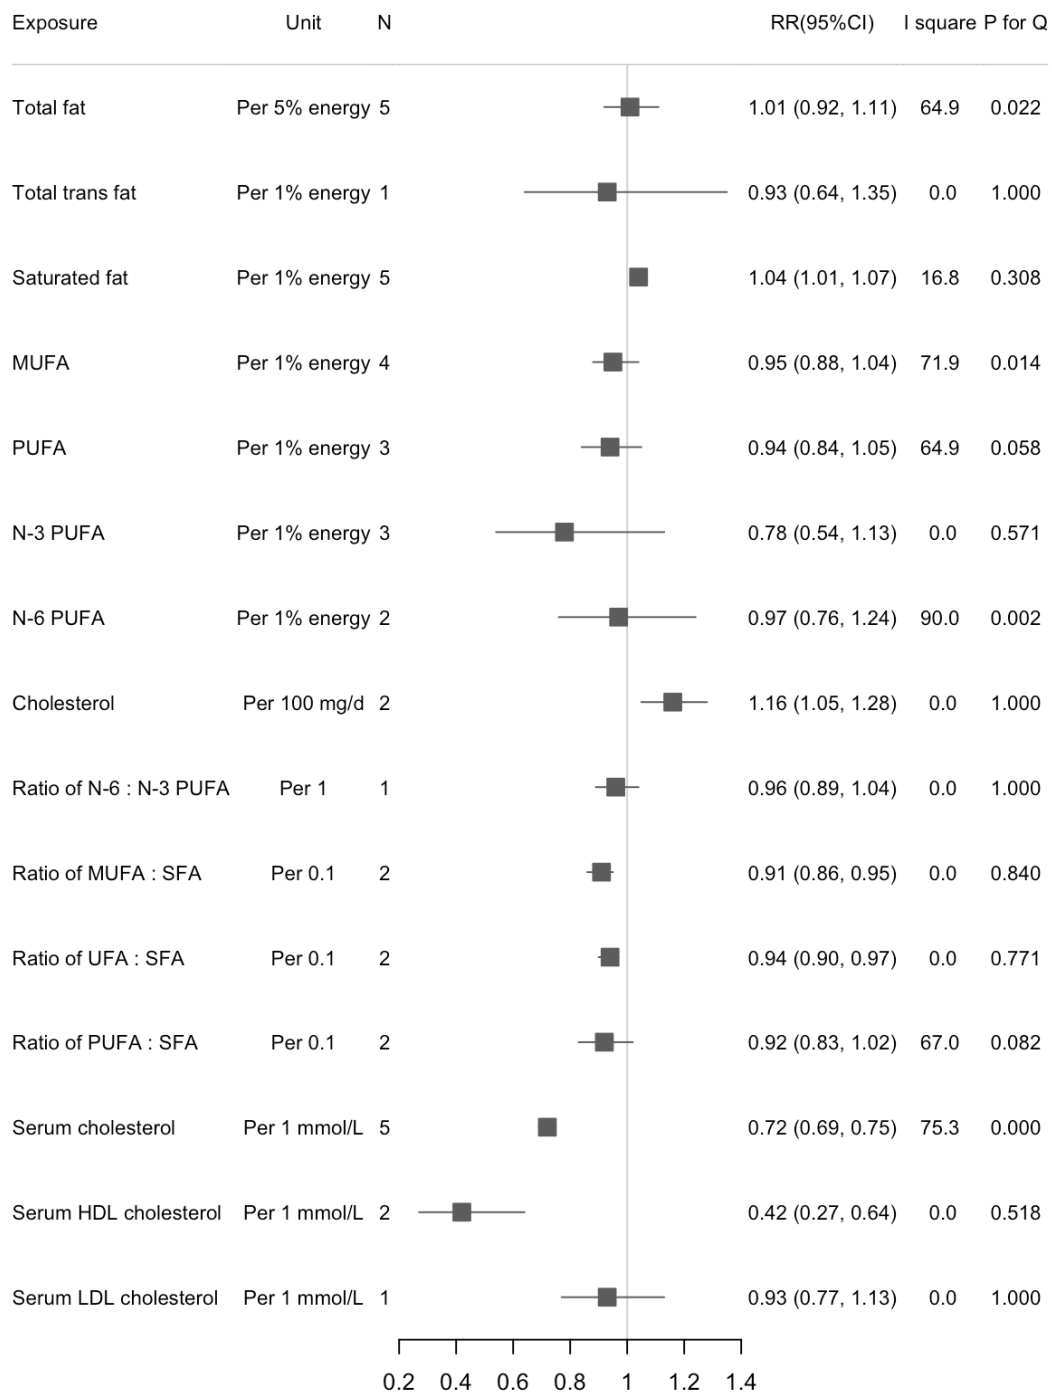 Exposure Unit N RR(95%CI) I square P for Q
Total fat Per 5% energy 5 1.01 (0.92, 1.11) 64.9 0.022
Total trans fat Per 1% energy 1 0.93 (0.64, 1.35) 0.0 1.000
Saturated fat Per 1% energy 5 1.04 (1.01, 1.07) 16.8 0.308
MUFA Per 1% energy 4 0.95 (0.88, 1.04) 71.9 0.014
PUFA Per 1% energy 3 0.94 (0.84, 1.05) 64.9 0.058
N-3 PUFA Per 1% energy 3 0.78 (0.54, 1.13) 0.0 0.571
N-6 PUFA Per 1% energy 2 0.97 (0.76, 1.24) 90.0 0.002
Cholesterol Per 100 mg/d 2 1.16 (1.05, 1.28) 0.0 1.000
Ratio of N-6 : N-3 PUFA Per 1 1 0.96 (0.89, 1.04) 0.0 1.000
Ratio of MUFA : SFA Per 0.1 2 0.91 (0.86, 0.95) 0.0 0.840
Ratio of UFA : SFA Per 0.1 2 0.94 (0.90, 0.97) 0.0 0.771
Ratio of PUFA : SFA Per 0.1 2 0.92 (0.83, 1.02) 67.0 0.082
Serum cholesterol Per 1 mmol/L 5 0.72 (0.69, 0.75) 75.3 0.000
Serum HDL cholesterol Per 1 mmol/L 2 0.42 (0.27, 0.64) 0.0 0.518
Serum LDL cholesterol Per 1 mmol/L 1 0.93 (0.77, 1.13) 0.0 1.000
0.2 0.4 0.6 0.8 1 1.2 1.4